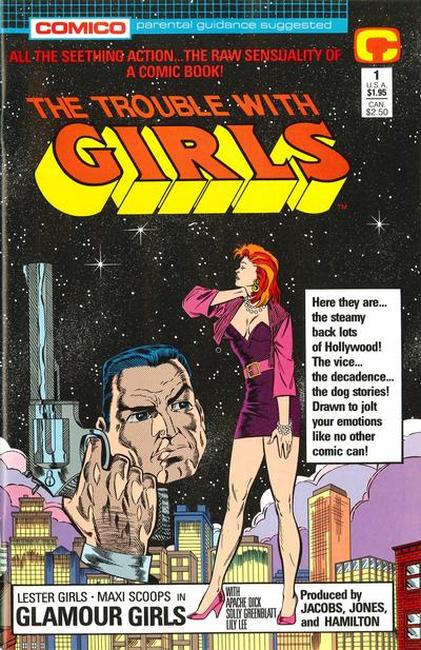 COMICO
parental guidance suggested
ALL THE SEETHING ACTION...THE RAW SENSUALITY OF
A COMIC BOOK!
THE TROUBLE WITH
GIRLS
TM
1
U.S.A.
$1.95
CAN.
$2.50
Here they are...
the steamy
back lots
of Hollywood!
The vice...
the decadence...
the dog stories!
Drawn to jolt
your emotions
like no other
comic can!
LESTER GIRLS • MAXI SCOOPS IN
GLAMOUR GIRLS
WITH
APACHE DICK
SOLLY GREENBLATT
LILY LEE
Produced by
JACOBS, JONES,
and HAMILTON